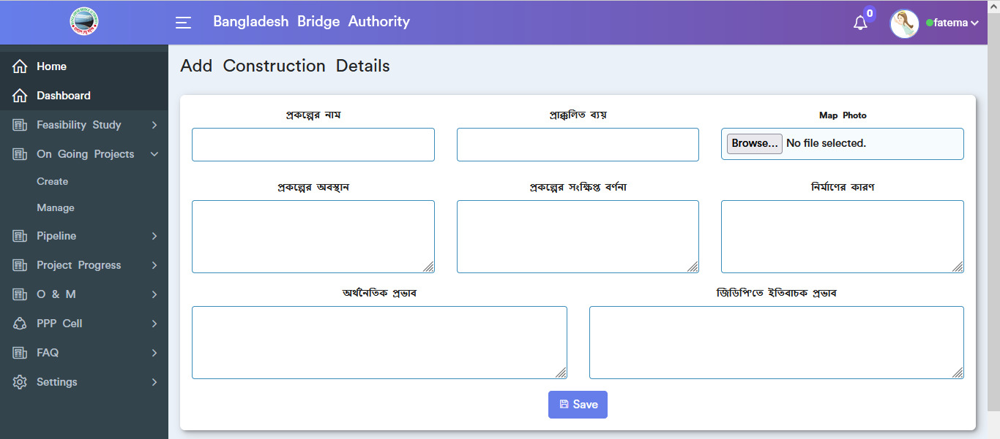 Bangladesh Bridge Authority
0
fatema
Home
Dashboard
Feasibility Study
On Going Projects
Create
Manage
Pipeline
Project Progress
O & M
PPP Cell
FAQ
Settings
Add Construction Details
প্রকল্পের নাম
প্রাক্কলিত ব্যয়
Map Photo
Browse... No file selected.
প্রকল্পের অবস্থান
প্রকল্পের সংক্ষিপ্ত বর্ণনা
নির্মাণের কারণ
অর্থনৈতিক প্রভাব
জিডিপি'তে ইতিবাচক প্রভাব
Save